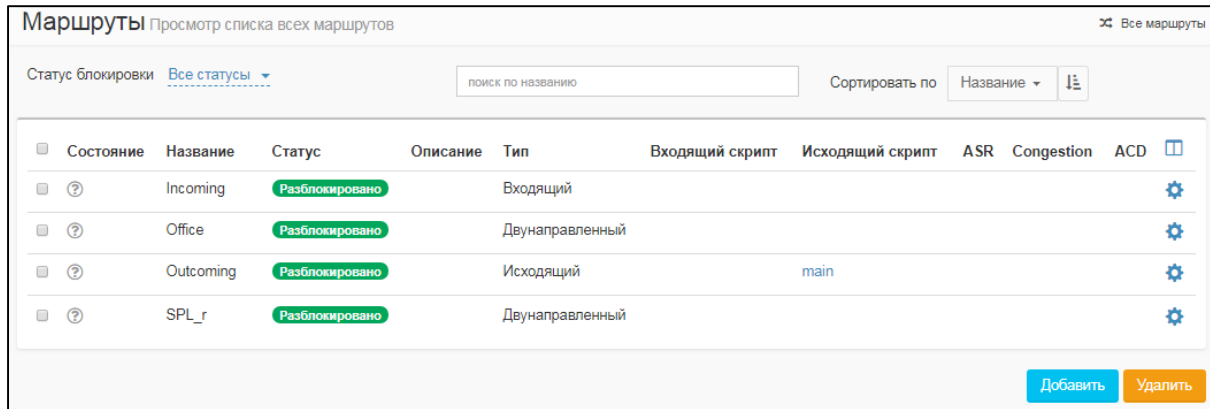 Маршруты Просмотр списка всех маршрутов Все маршруты
Статус блокировки Все статусы поиск по названию Сортировать по Название
Состояние Название Статус Описание Тип Входящий скрипт Исходящий скрипт ASR Congestion ACD
? Incoming Разблокировано Входящий
? Office Разблокировано Двунаправленный
? Outcoming Разблокировано Исходящий main
? SPL_r Разблокировано Двунаправленный
Добавить Удалить